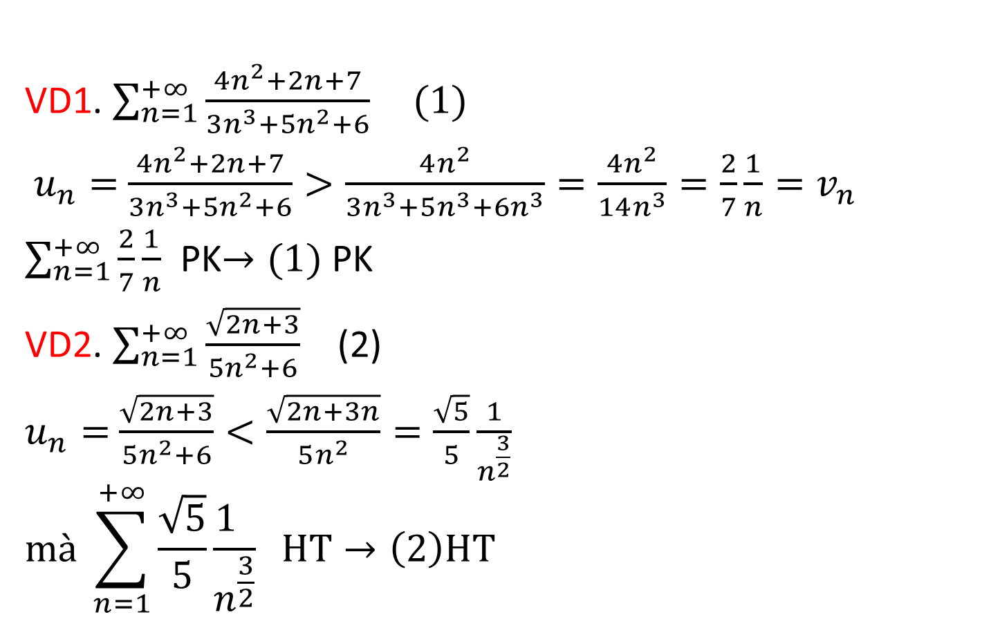 VD1. $\sum_{n=1}^{+\infty} \frac{4n^2+2n+7}{3n^3+5n^2+6}$ (1)
$u_n = \frac{4n^2+2n+7}{3n^3+5n^2+6} > \frac{4n^2}{3n^3+5n^3+6n^3} = \frac{4n^2}{14n^3} = \frac{2}{7}\frac{1}{n} = v_n$
$\sum_{n=1}^{+\infty} \frac{2}{7}\frac{1}{n}$ PK→ (1) PK
VD2. $\sum_{n=1}^{+\infty} \frac{\sqrt{2n+3}}{5n^2+6}$ (2)
$u_n = \frac{\sqrt{2n+3}}{5n^2+6} < \frac{\sqrt{2n+3n}}{5n^2} = \frac{\sqrt{5}}{5}\frac{1}{n^{\frac{3}{2}}}$
mà $\sum_{n=1}^{+\infty} \frac{\sqrt{5}}{5}\frac{1}{n^{\frac{3}{2}}}$ HT → (2)HT